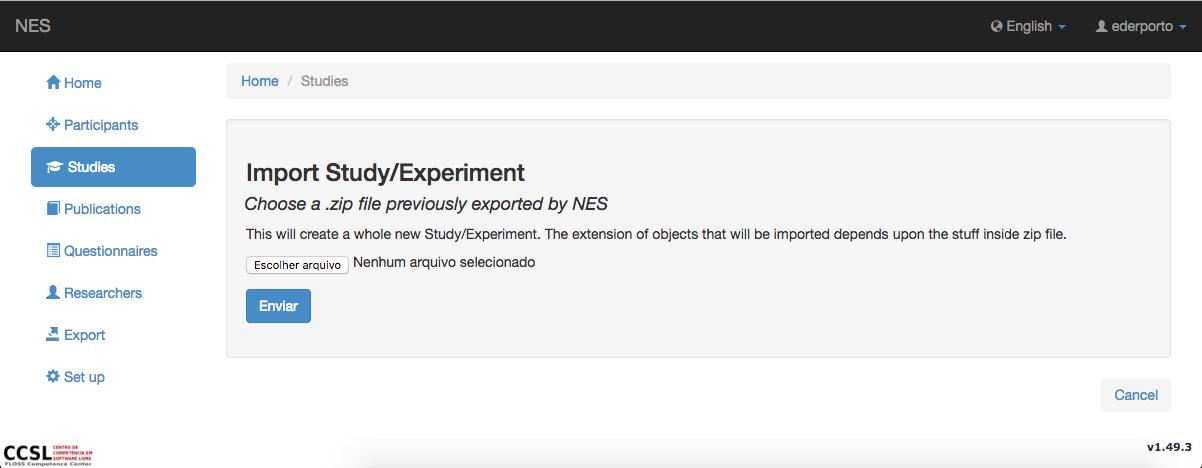 NES
English
ederporto
Home
Participants
Studies
Publications
Questionnaires
Researchers
Export
Set up
Home / Studies
Import Study/Experiment
Choose a .zip file previously exported by NES
This will create a whole new Study/Experiment. The extension of objects that will be imported depends upon the stuff inside zip file.
Escolher arquivo Nenhum arquivo selecionado
Enviar
Cancel
CCSL
CENTRO DE
COMPETÊNCIA EM
SOFTWARE LIVRE
FLOSS Competence Center
v1.49.3